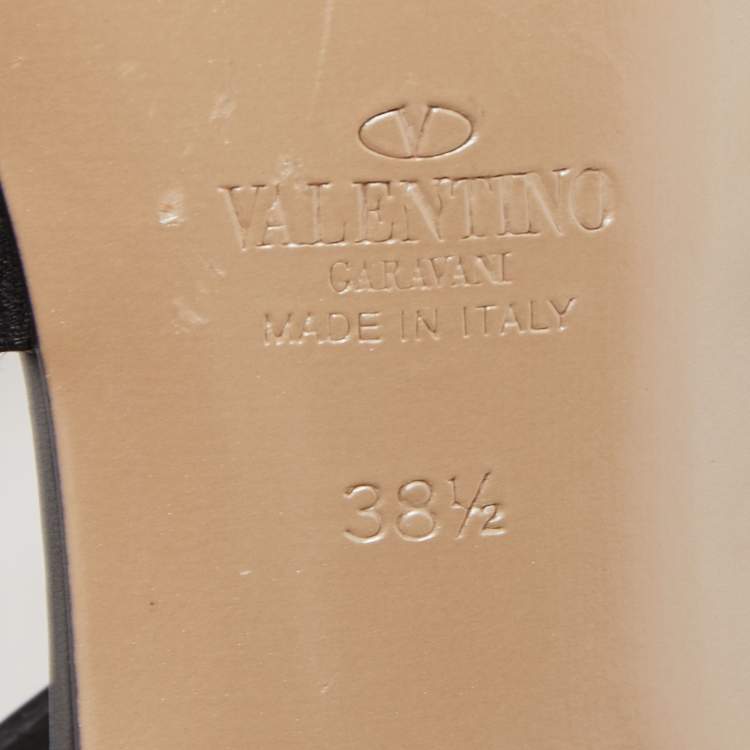 V
VALENTINO
GARAVANI
MADE IN ITALY
38½